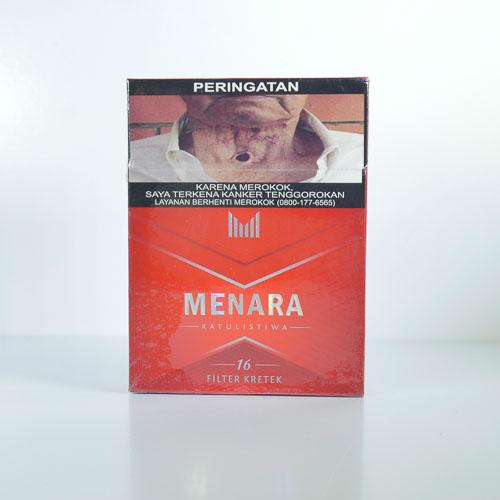 PERINGATAN
KARENA MEROKOK,
SAYA TERKENA KANKER TENGGOROKAN
LAYANAN BERHENTI MEROKOK (0800-177-6565)
MENARA
KATULISTIWA
16
FILTER KRETEK